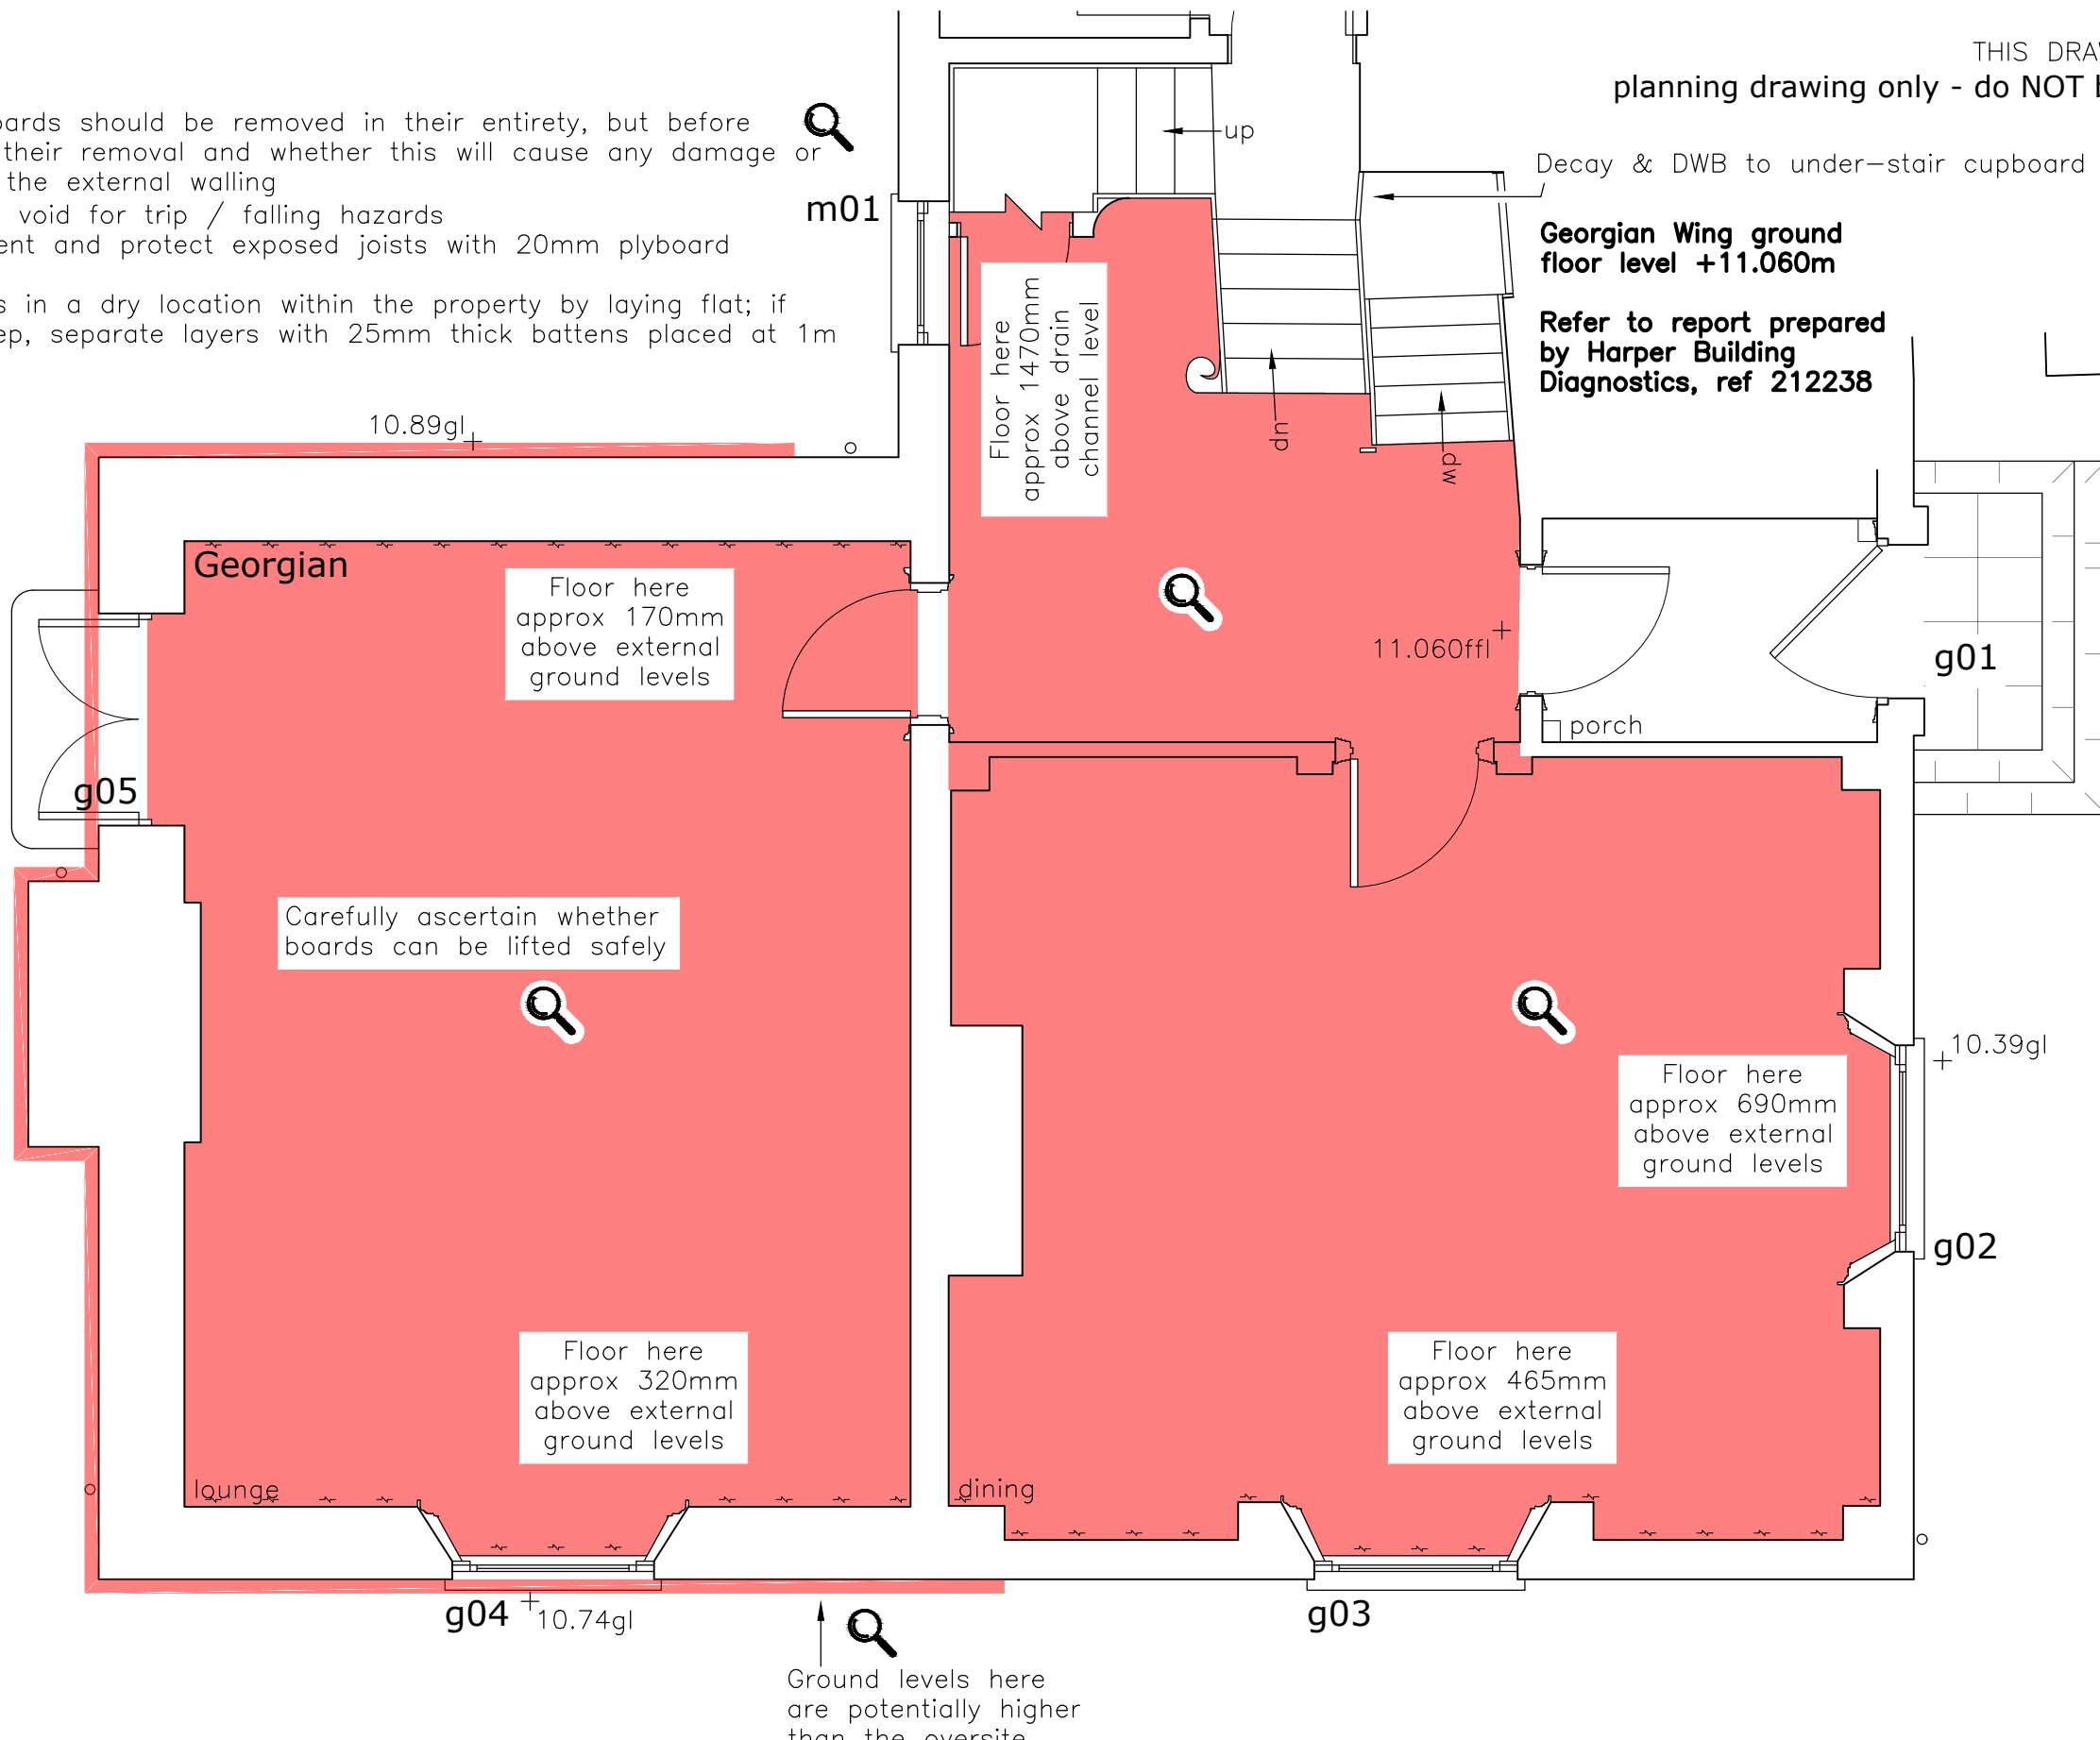 THIS DRA
planning drawing only - do NOT b
oards should be removed in their entirety, but before
their removal and whether this will cause any damage or
the external walling
void for trip / falling hazards
ent and protect exposed joists with 20mm plyboard
s in a dry location within the property by laying flat; if
ep, separate layers with 25mm thick battens placed at 1m
up
m01
Decay & DWB to under-stair cupboard
Georgian Wing ground
floor level +11.060m
Refer to report prepared
by Harper Building
Diagnostics, ref 212238
Floor here
approx 1470mm
above drain
channel level
dn
dw
10.89gl
Georgian
Floor here
approx 170mm
above external
ground levels
11.060ffl
g01
porch
g05
Carefully ascertain whether
boards can be lifted safely
10.39gl
Floor here
approx 690mm
above external
ground levels
g02
Floor here
approx 320mm
above external
ground levels
Floor here
approx 465mm
above external
ground levels
lounge
dining
g04
10.74gl
g03
Ground levels here
are potentially higher
than the oversite